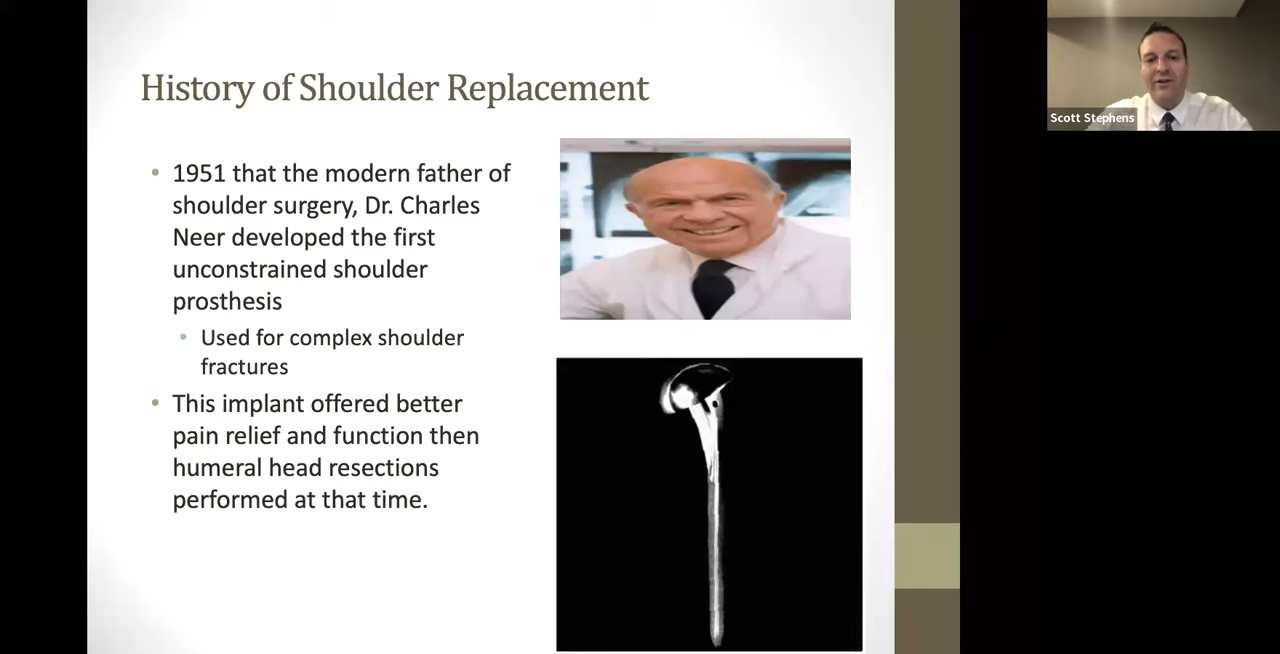 History of Shoulder Replacement
1951 that the modern father of
shoulder surgery, Dr. Charles
Neer developed the first
unconstrained shoulder
prosthesis
Used for complex shoulder
fractures
This implant offered better
pain relief and function then
humeral head resections
performed at that time.
Scott Stephens